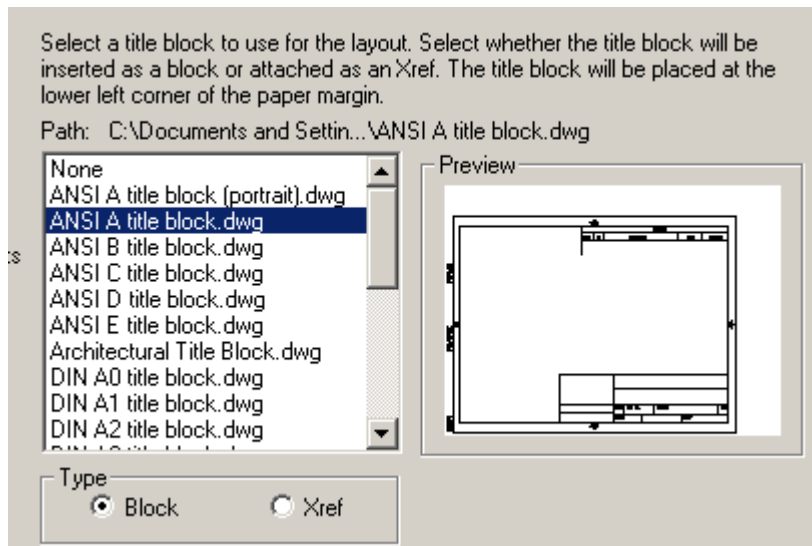 Select a title block to use for the layout. Select whether the title block will be
inserted as a block or attached as an Xref. The title block will be placed at the
lower left corner of the paper margin.
Path: C:\Documents and Settin...\ANSI A title block.dwg
None
ANSI A title block (portrait).dwg
ANSI A title block.dwg
ANSI B title block.dwg
ANSI C title block.dwg
ANSI D title block.dwg
ANSI E title block.dwg
Architectural Title Block.dwg
DIN A0 title block.dwg
DIN A1 title block.dwg
DIN A2 title block.dwg
Preview
ts
Type
Block
Xref